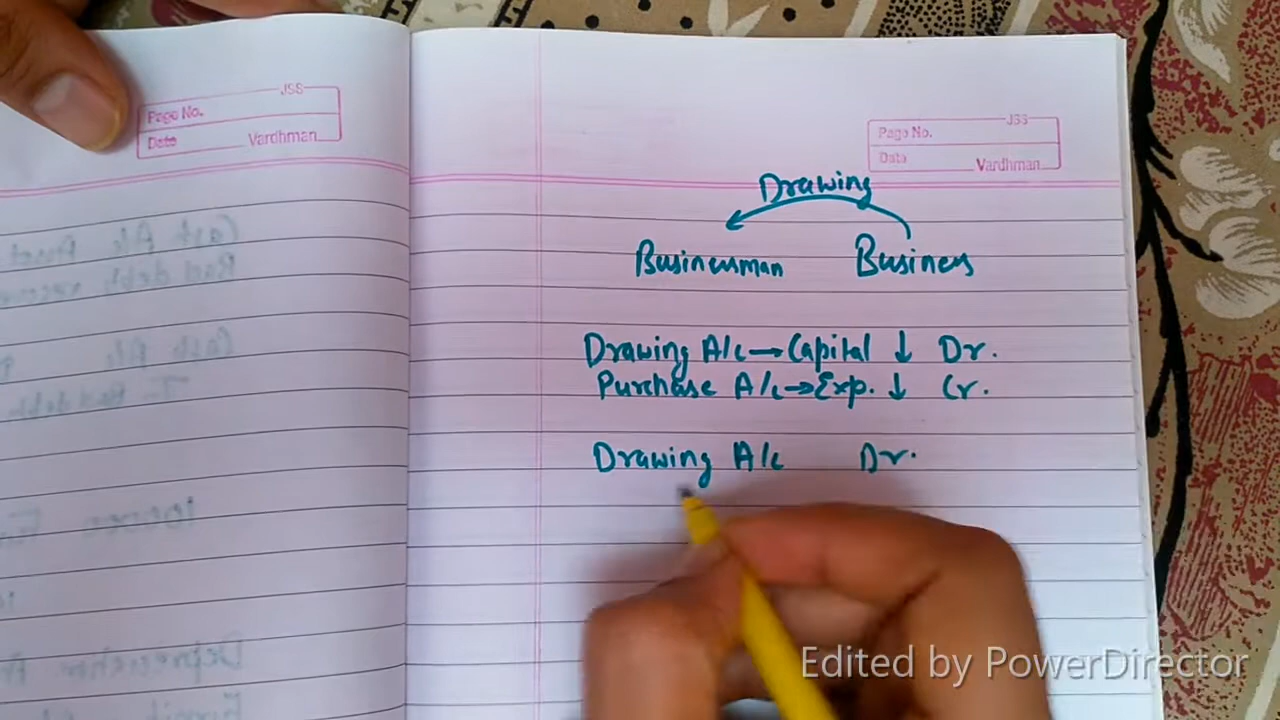 JSS
Page No.
Date Vardhman
JSS
Page No.
Date Vardhman
Drawing
Businessman Business
Drawing A/c→Capital ↓ Dr.
Purchase A/c→Exp. ↓ Cr.
Drawing A/c Dr.
Edited by PowerDirector